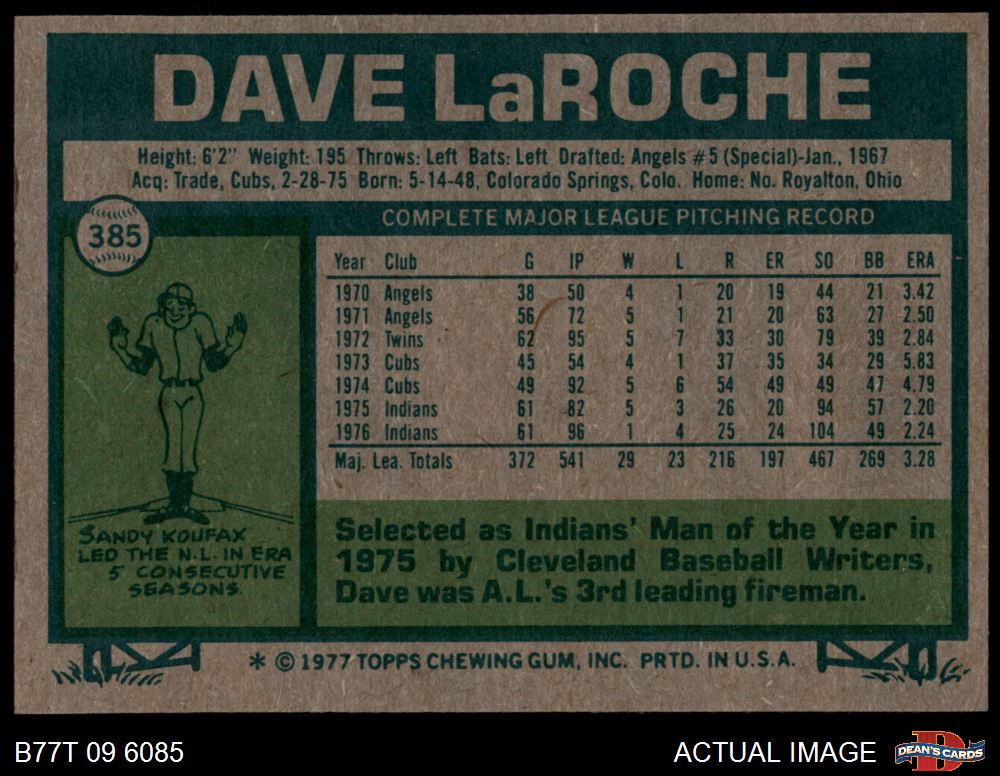 DAVE LaROCHE
Height: 6'2" Weight: 195 Throws: Left Bats: Left Drafted: Angels #5 (Special)-Jan., 1967
Acq: Trade, Cubs, 2-28-75 Born: 5-14-48, Colorado Springs, Colo. Home: No. Royalton, Ohio
385
COMPLETE MAJOR LEAGUE PITCHING RECORD
Year Club G IP W L R ER SO BB ERA
1970 Angels 38 50 4 1 20 19 44 21 3.42
1971 Angels 56 72 5 1 21 20 63 27 2.50
1972 Twins 62 95 5 7 33 30 79 39 2.84
1973 Cubs 45 54 4 1 37 35 34 29 5.83
1974 Cubs 49 92 5 6 54 49 49 47 4.79
1975 Indians 61 82 5 3 26 20 94 57 2.20
1976 Indians 61 96 1 4 25 24 104 49 2.24
Maj. Lea. Totals 372 541 29 23 216 197 467 269 3.28
SANDY KOUFAX
LED THE N.L. IN ERA
5 CONSECUTIVE
SEASONS.
Selected as Indians' Man of the Year in
1975 by Cleveland Baseball Writers,
Dave was A.L.'s 3rd leading fireman.
* © 1977 TOPPS CHEWING GUM, INC. PRTD. IN U.S.A.
B77T 09 6085
ACTUAL IMAGE
DEAN'S CARDS